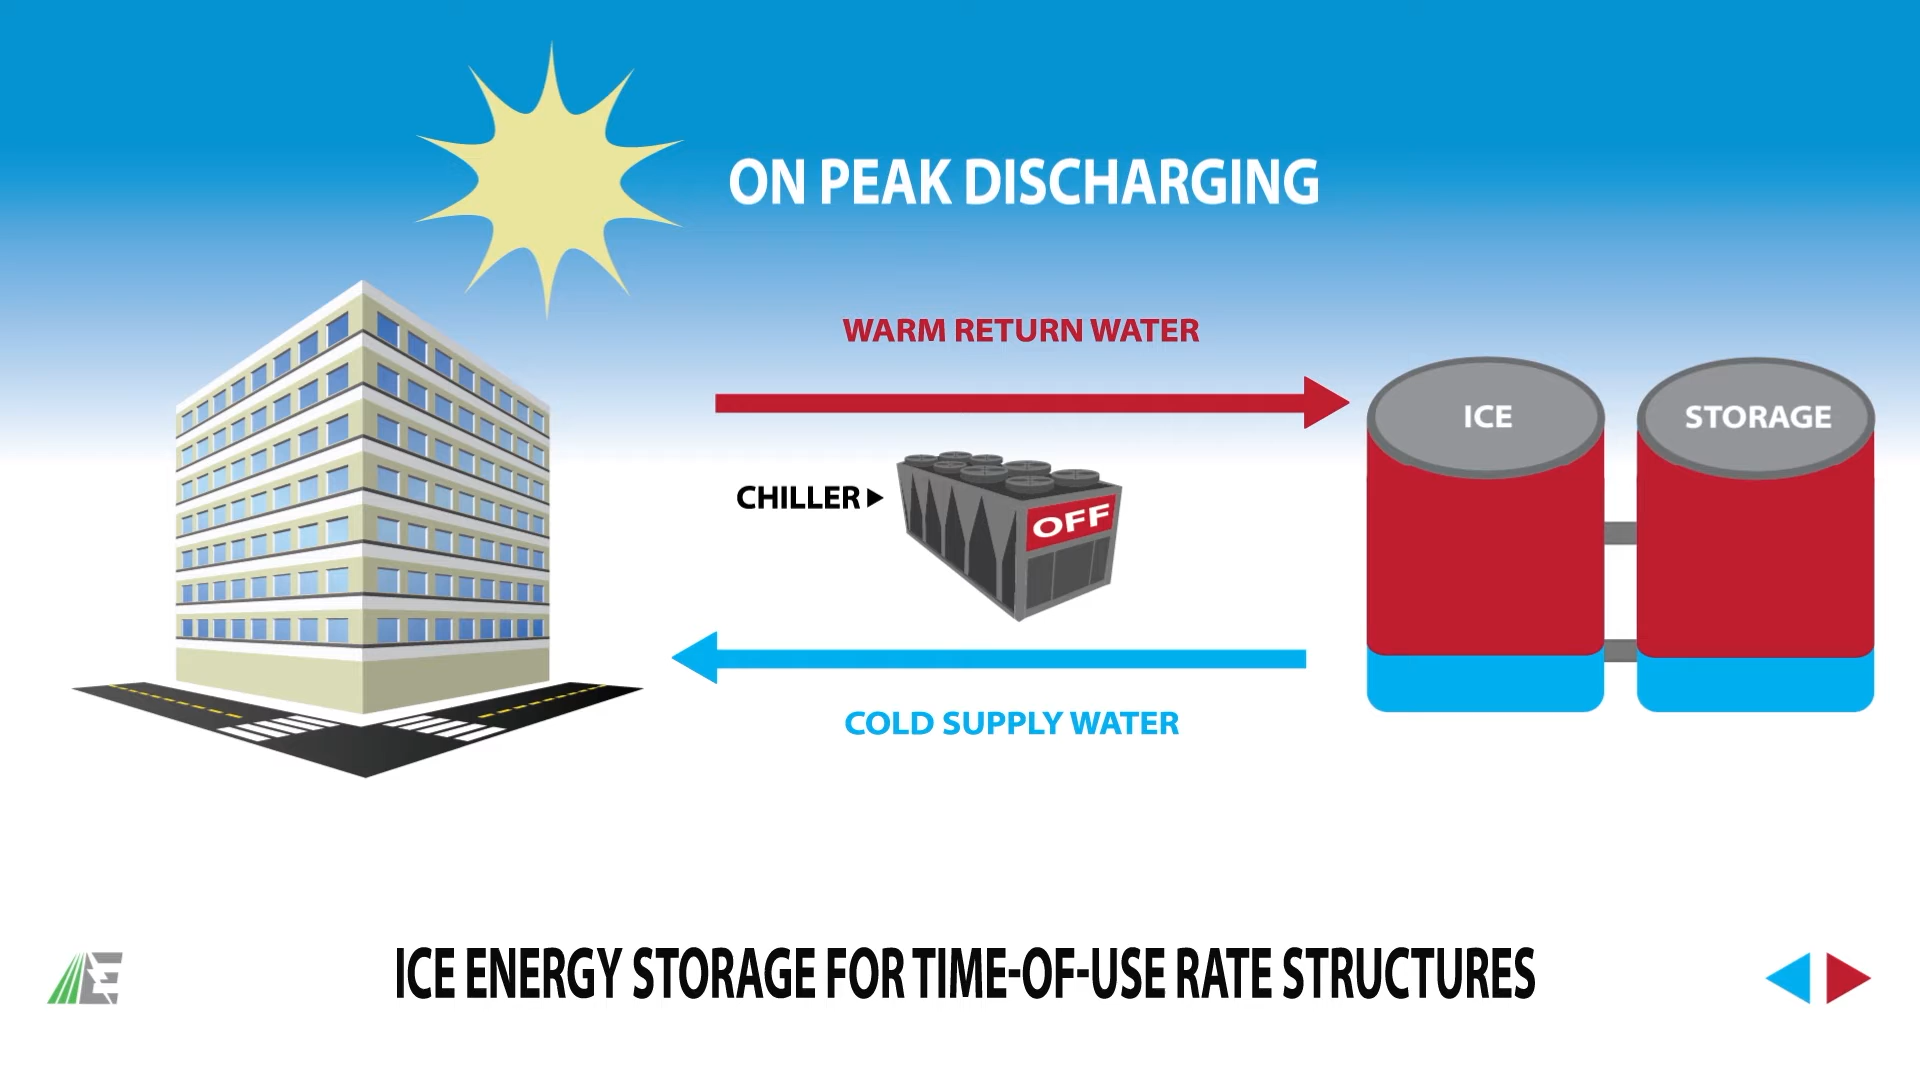 ON PEAK DISCHARGING
WARM RETURN WATER
ICE
STORAGE
CHILLER
OFF
COLD SUPPLY WATER
E
ICE ENERGY STORAGE FOR TIME-OF-USE RATE STRUCTURES